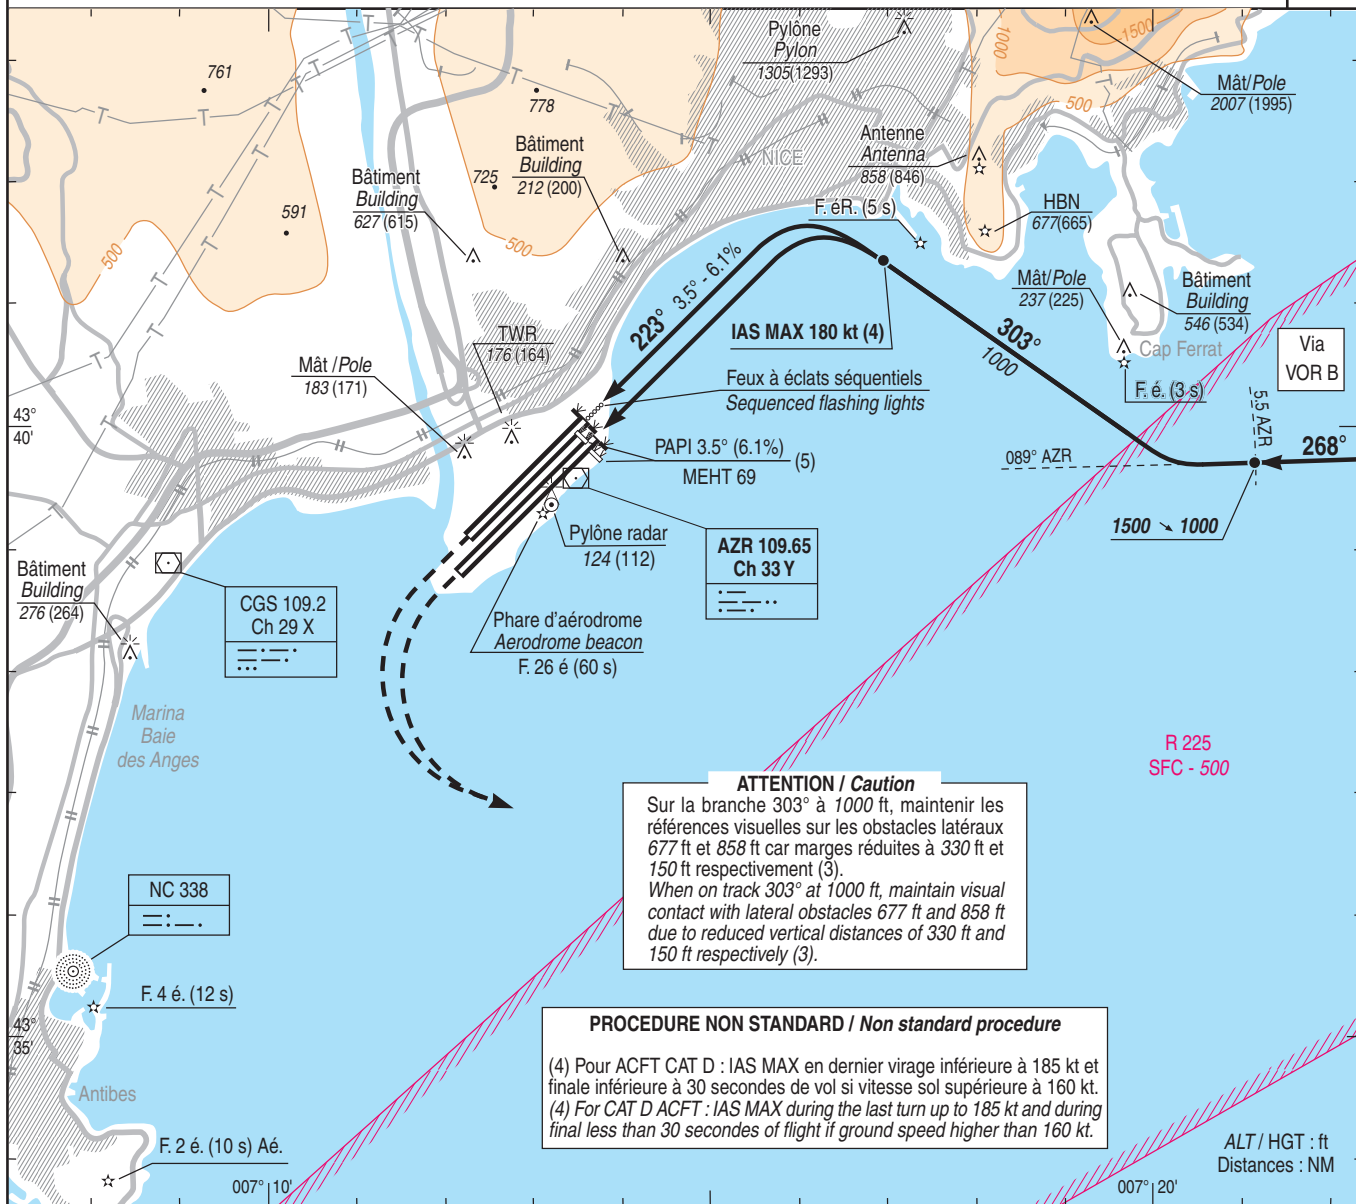 761
778
725
591
500
Bâtiment
Building
627 (615)
Bâtiment
Building
212 (200)
500
Pylône
Pylon
1305(1293)
NICE
Antenne
Antenna
858 (846)
F. éR. (5 s)
1000
1500
500
Mât/Pole
2007 (1995)
HBN
677(665)
Mât/Pole
237 (225)
Bâtiment
Building
546 (534)
Cap Ferrat
F. é. (3 s)
Via
VOR B
5.5 AZR
268°
089° AZR
1500 ↘ 1000
303°
1000
223° 3.5° - 6.1%
IAS MAX 180 kt (4)
Feux à éclats séquentiels
Sequenced flashing lights
PAPI 3.5° (6.1%)
MEHT 69
(5)
TWR
176 (164)
Mât /Pole
183 (171)
43°
40'
Pylône radar
124 (112)
AZR 109.65
Ch 33 Y
Phare d'aérodrome
Aerodrome beacon
F. 26 é (60 s)
Bâtiment
Building
276 (264)
CGS 109.2
Ch 29 X
Marina
Baie
des Anges
R 225
SFC - 500
ATTENTION / Caution
Sur la branche 303° à 1000 ft, maintenir les
références visuelles sur les obstacles latéraux
677 ft et 858 ft car marges réduites à 330 ft et
150 ft respectivement (3).
When on track 303° at 1000 ft, maintain visual
contact with lateral obstacles 677 ft and 858 ft
due to reduced vertical distances of 330 ft and
150 ft respectively (3).
NC 338
F. 4 é. (12 s)
43°
35'
Antibes
F. 2 é. (10 s) Aé.
PROCEDURE NON STANDARD / Non standard procedure
(4) Pour ACFT CAT D : IAS MAX en dernier virage inférieure à 185 kt et
finale inférieure à 30 secondes de vol si vitesse sol supérieure à 160 kt.
(4) For CAT D ACFT : IAS MAX during the last turn up to 185 kt and during
final less than 30 secondes of flight if ground speed higher than 160 kt.
ALT / HGT : ft
Distances : NM
007° 10'
007° 20'